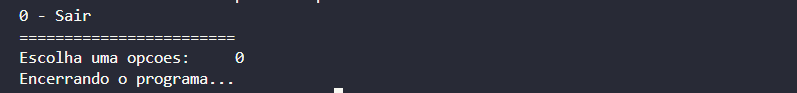 0 - Sair
========================
Escolha uma opcoes:     0
Encerrando o programa...